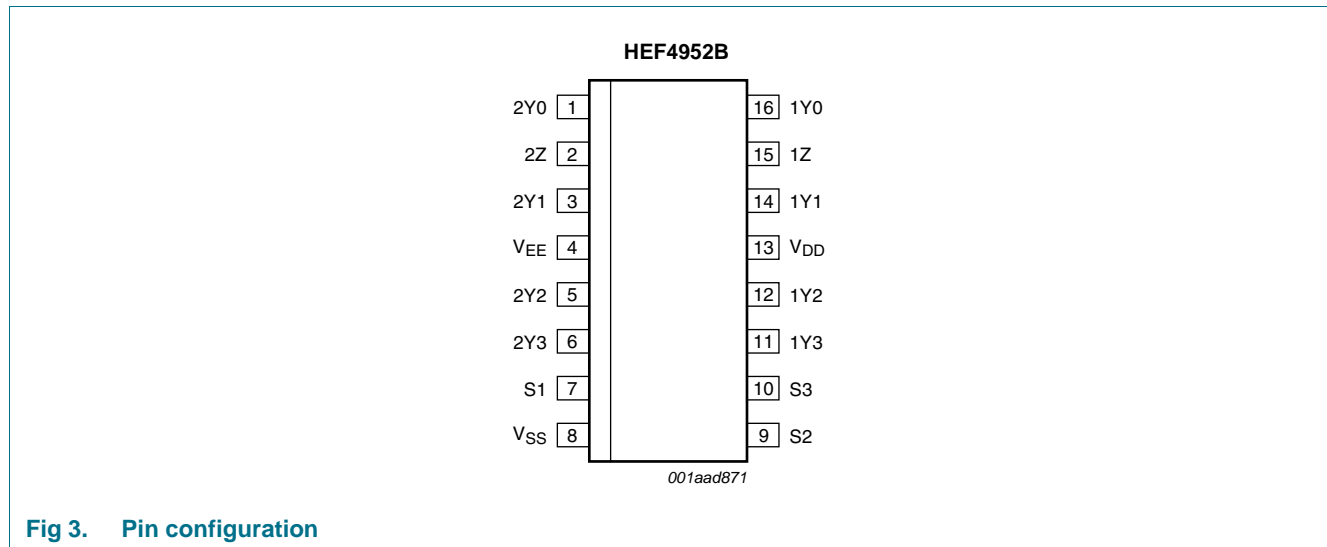 HEF4952B
2Y0 1 16 1Y0
2Z 2 15 1Z
2Y1 3 14 1Y1
VEE 4 13 VDD
2Y2 5 12 1Y2
2Y3 6 11 1Y3
S1 7 10 S3
VSS 8 9 S2
001aad871
Fig 3. Pin configuration